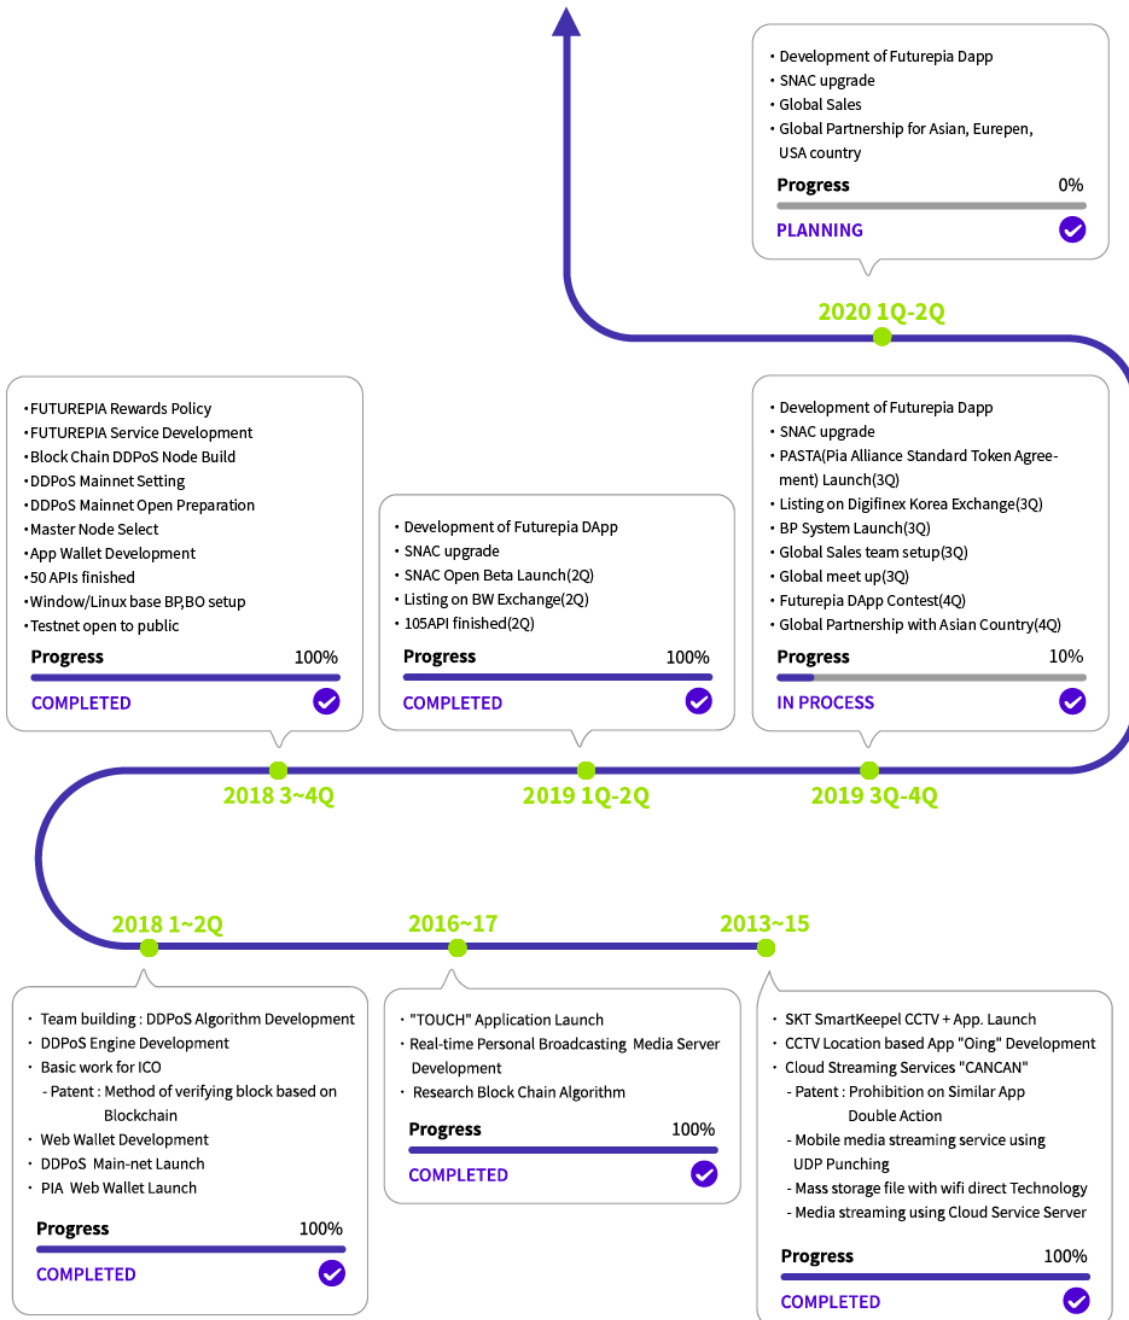 · Development of Futurepia Dapp
· SNAC upgrade
· Global Sales
· Global Partnership for Asian, Eurepen,
USA country
Progress 0%
PLANNING
2020 1Q-2Q
·FUTUREPIA Rewards Policy
·FUTUREPIA Service Development
·Block Chain DDPoS Node Build
·DDPoS Mainnet Setting
·DDPoS Mainnet Open Preparation
·Master Node Select
·App Wallet Development
·50 APIs finished
·Window/Linux base BP,BO setup
·Testnet open to public
Progress 100%
COMPLETED
2018 3~4Q
· Development of Futurepia DApp
· SNAC upgrade
· SNAC Open Beta Launch(2Q)
· Listing on BW Exchange(2Q)
· 105API finished(2Q)
Progress 100%
COMPLETED
2019 1Q-2Q
· Development of Futurepia Dapp
· SNAC upgrade
· PASTA(Pia Alliance Standard Token Agree-
ment) Launch(3Q)
· Listing on Digifinex Korea Exchange(3Q)
· BP System Launch(3Q)
· Global Sales team setup(3Q)
· Global meet up(3Q)
· Futurepia DApp Contest(4Q)
· Global Partnership with Asian Country(4Q)
Progress 10%
IN PROCESS
2019 3Q-4Q
2018 1~2Q
· Team building : DDPoS Algorithm Development
· DDPoS Engine Development
· Basic work for ICO
- Patent : Method of verifying block based on
Blockchain
· Web Wallet Development
· DDPoS Main-net Launch
· PIA Web Wallet Launch
Progress 100%
COMPLETED
2016~17
· "TOUCH" Application Launch
· Real-time Personal Broadcasting Media Server
Development
· Research Block Chain Algorithm
Progress 100%
COMPLETED
2013~15
· SKT SmartKeepel CCTV + App. Launch
· CCTV Location based App "Oing" Development
· Cloud Streaming Services "CANCAN"
- Patent : Prohibition on Similar App
Double Action
- Mobile media streaming service using
UDP Punching
- Mass storage file with wifi direct Technology
- Media streaming using Cloud Service Server
Progress 100%
COMPLETED